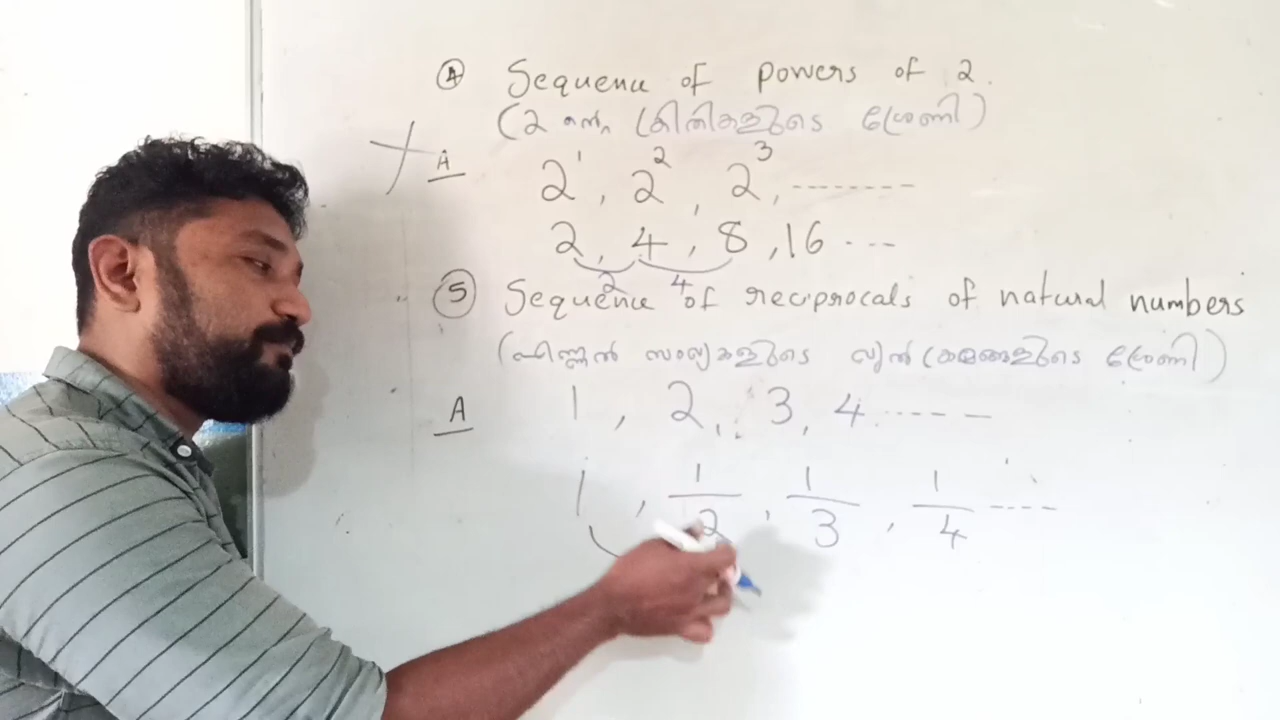 ④ Sequence of powers of 2.
(2 ന്റെ കൃതികളുടെ ശ്രേണി)
A 2¹, 2², 2³, --------
2, 4, 8, 16 ----
2 4
⑤ Sequence of reciprocals of natural numbers
(എണ്ണൽ സംഖ്യകളുടെ വ്യുൽക്രമങ്ങളുടെ ശ്രേണി)
A 1, 2, 3, 4 ------
1, 1/2, 1/3, 1/4 ----